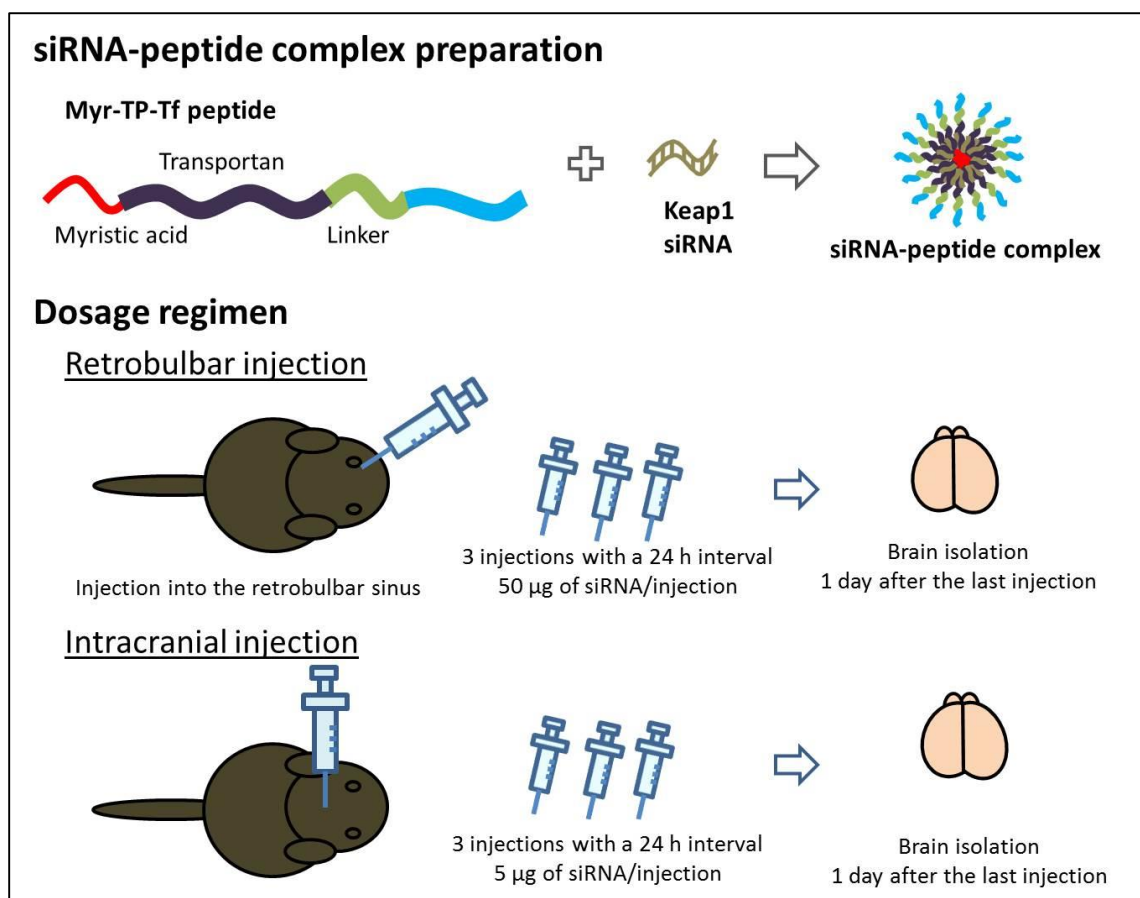 siRNA-peptide complex preparation
Myr-TP-Tf peptide
Transportan
Myristic acid
Linker
Keap1
siRNA
siRNA-peptide complex
Dosage regimen
Retrobulbar injection
Injection into the retrobulbar sinus
3 injections with a 24 h interval
50 µg of siRNA/injection
Brain isolation
1 day after the last injection
Intracranial injection
3 injections with a 24 h interval
5 µg of siRNA/injection
Brain isolation
1 day after the last injection